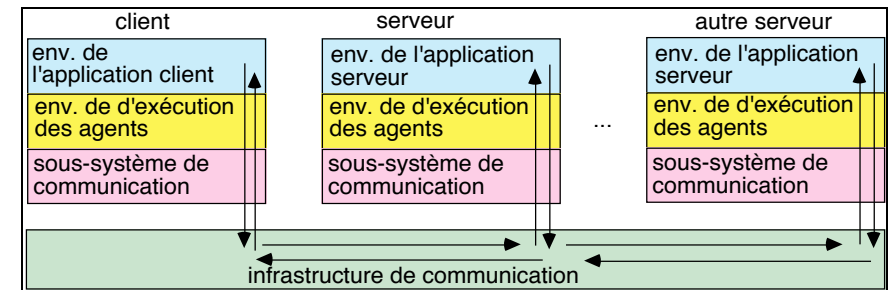 client
serveur
autre serveur
env. de
l'application client
env. de l'application
serveur
env. de l'application
serveur
env. de d'exécution
des agents
env. de d'exécution
des agents
...
env. de d'exécution
des agents
sous-système de
communication
sous-système de
communication
sous-système de
communication
infrastructure de communication